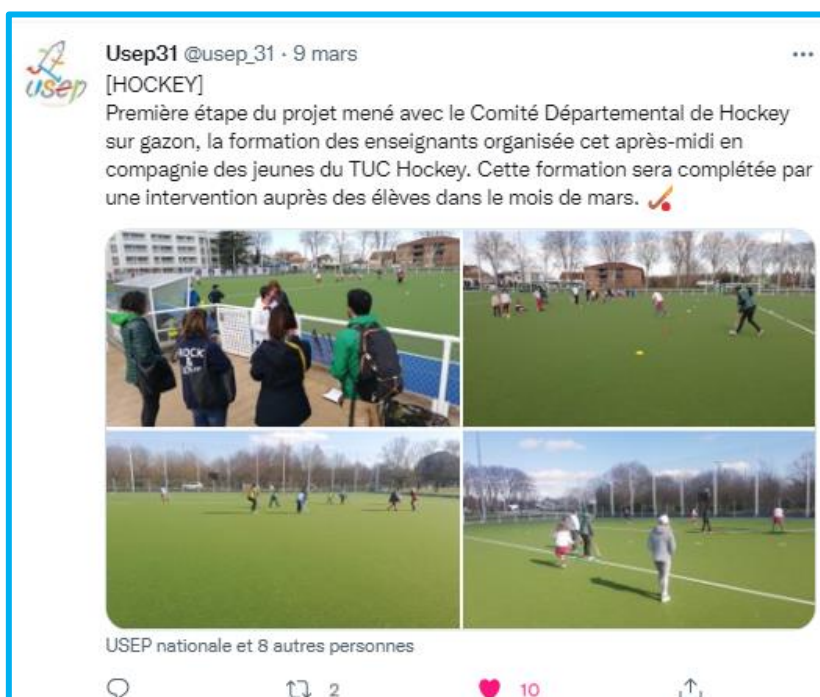 usep
Usep31 @usep_31 · 9 mars
[HOCKEY]
Première étape du projet mené avec le Comité Départemental de Hockey
sur gazon, la formation des enseignants organisée cet après-midi en
compagnie des jeunes du TUC Hockey. Cette formation sera complétée par
une intervention auprès des élèves dans le mois de mars. 🏑
USEP nationale et 8 autres personnes
2
10